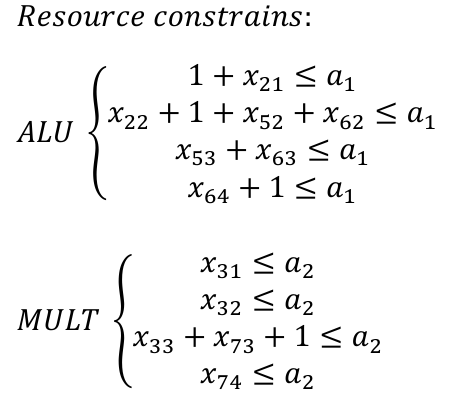 Resource constrains:
1 + x₂₁ ≤ a₁
ALU { x₂₂ + 1 + x₅₂ + x₆₂ ≤ a₁
x₅₃ + x₆₃ ≤ a₁
x₆₄ + 1 ≤ a₁
x₃₁ ≤ a₂
x₃₂ ≤ a₂
MULT { x₃₃ + x₇₃ + 1 ≤ a₂
x₇₄ ≤ a₂